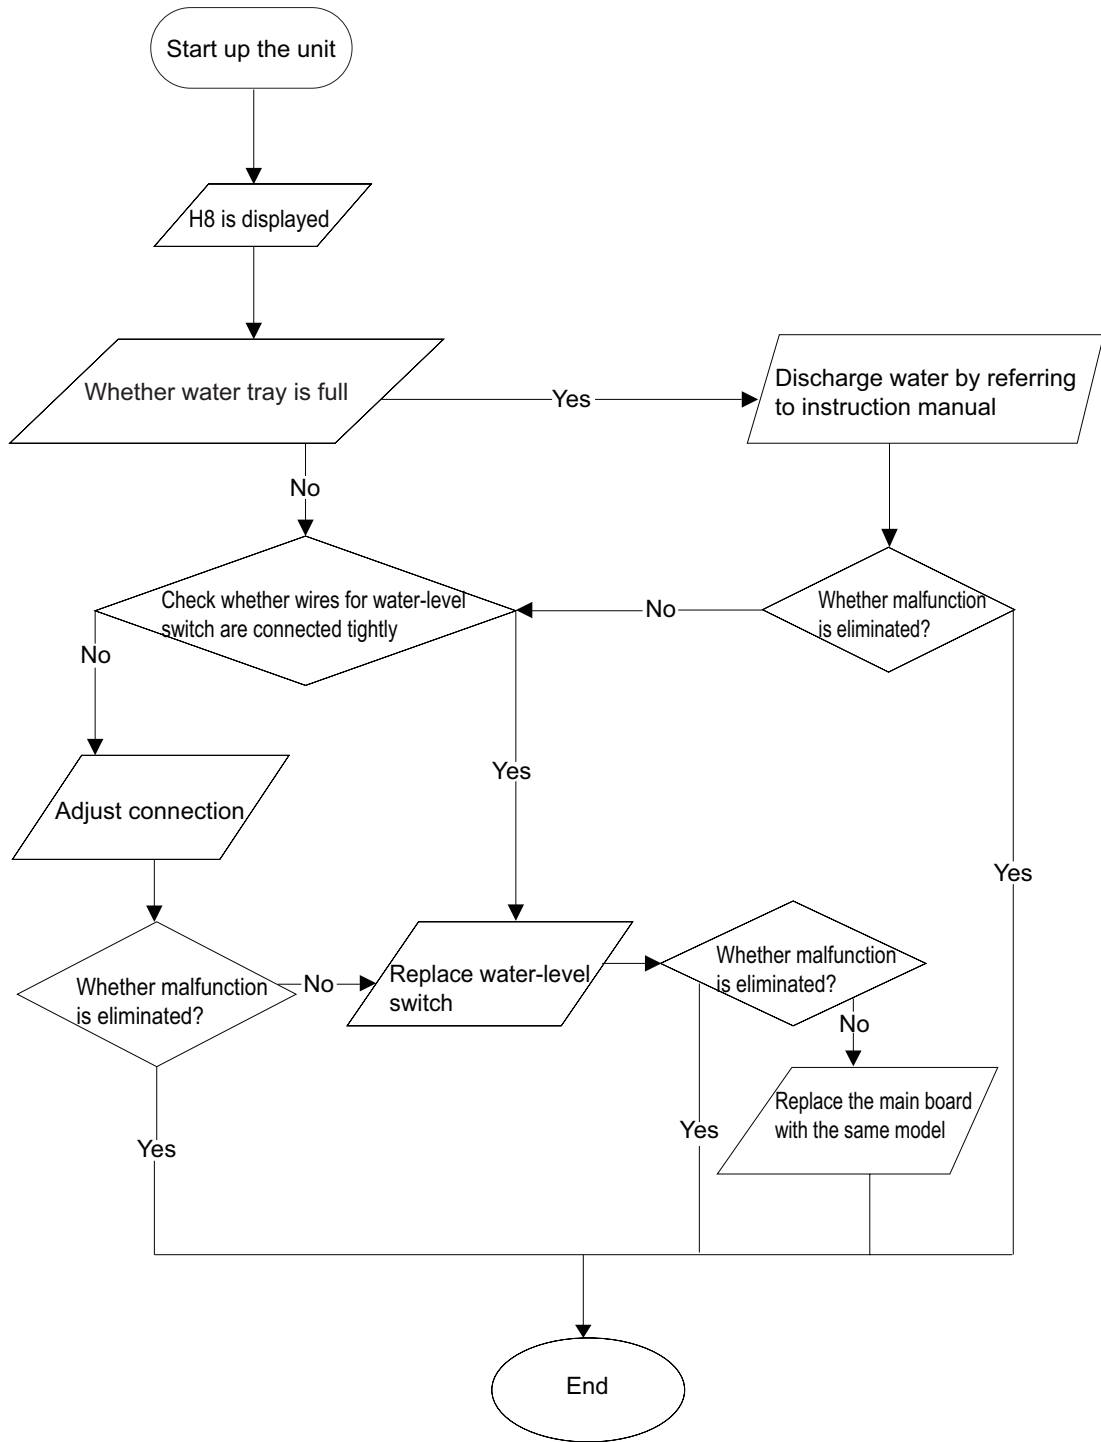 Start up the unit
H8 is displayed
Whether water tray is full
Yes
Discharge water by referring
to instruction manual
No
Check whether wires for water-level
switch are connected tightly
No
Whether malfunction
is eliminated?
No
Yes
Adjust connection
Yes
Whether malfunction
is eliminated?
No
Replace water-level
switch
Whether malfunction
is eliminated?
No
Yes
Yes
Replace the main board
with the same model
End